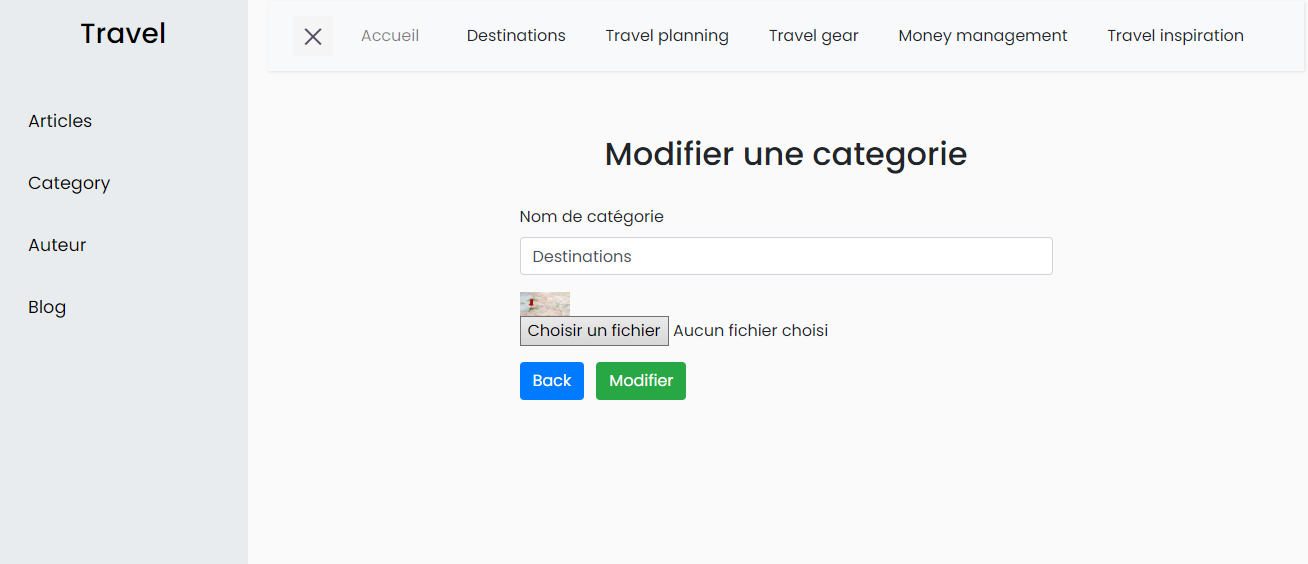 Travel
Accueil Destinations Travel planning Travel gear Money management Travel inspiration
Articles
Category
Auteur
Blog
Modifier une categorie
Nom de catégorie
Destinations
Choisir un fichier Aucun fichier choisi
Back Modifier